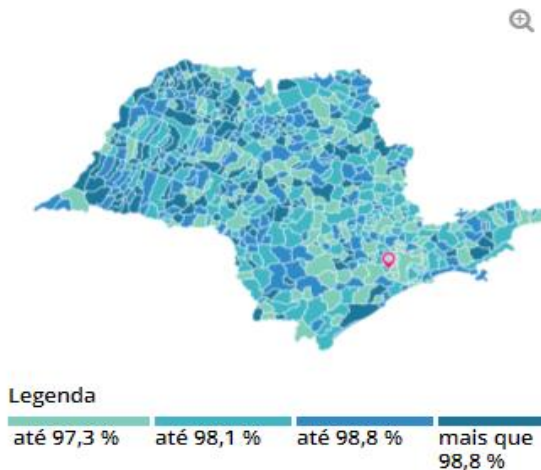 Legenda
até 97,3 %
até 98,1 %
até 98,8 %
mais que
98,8 %